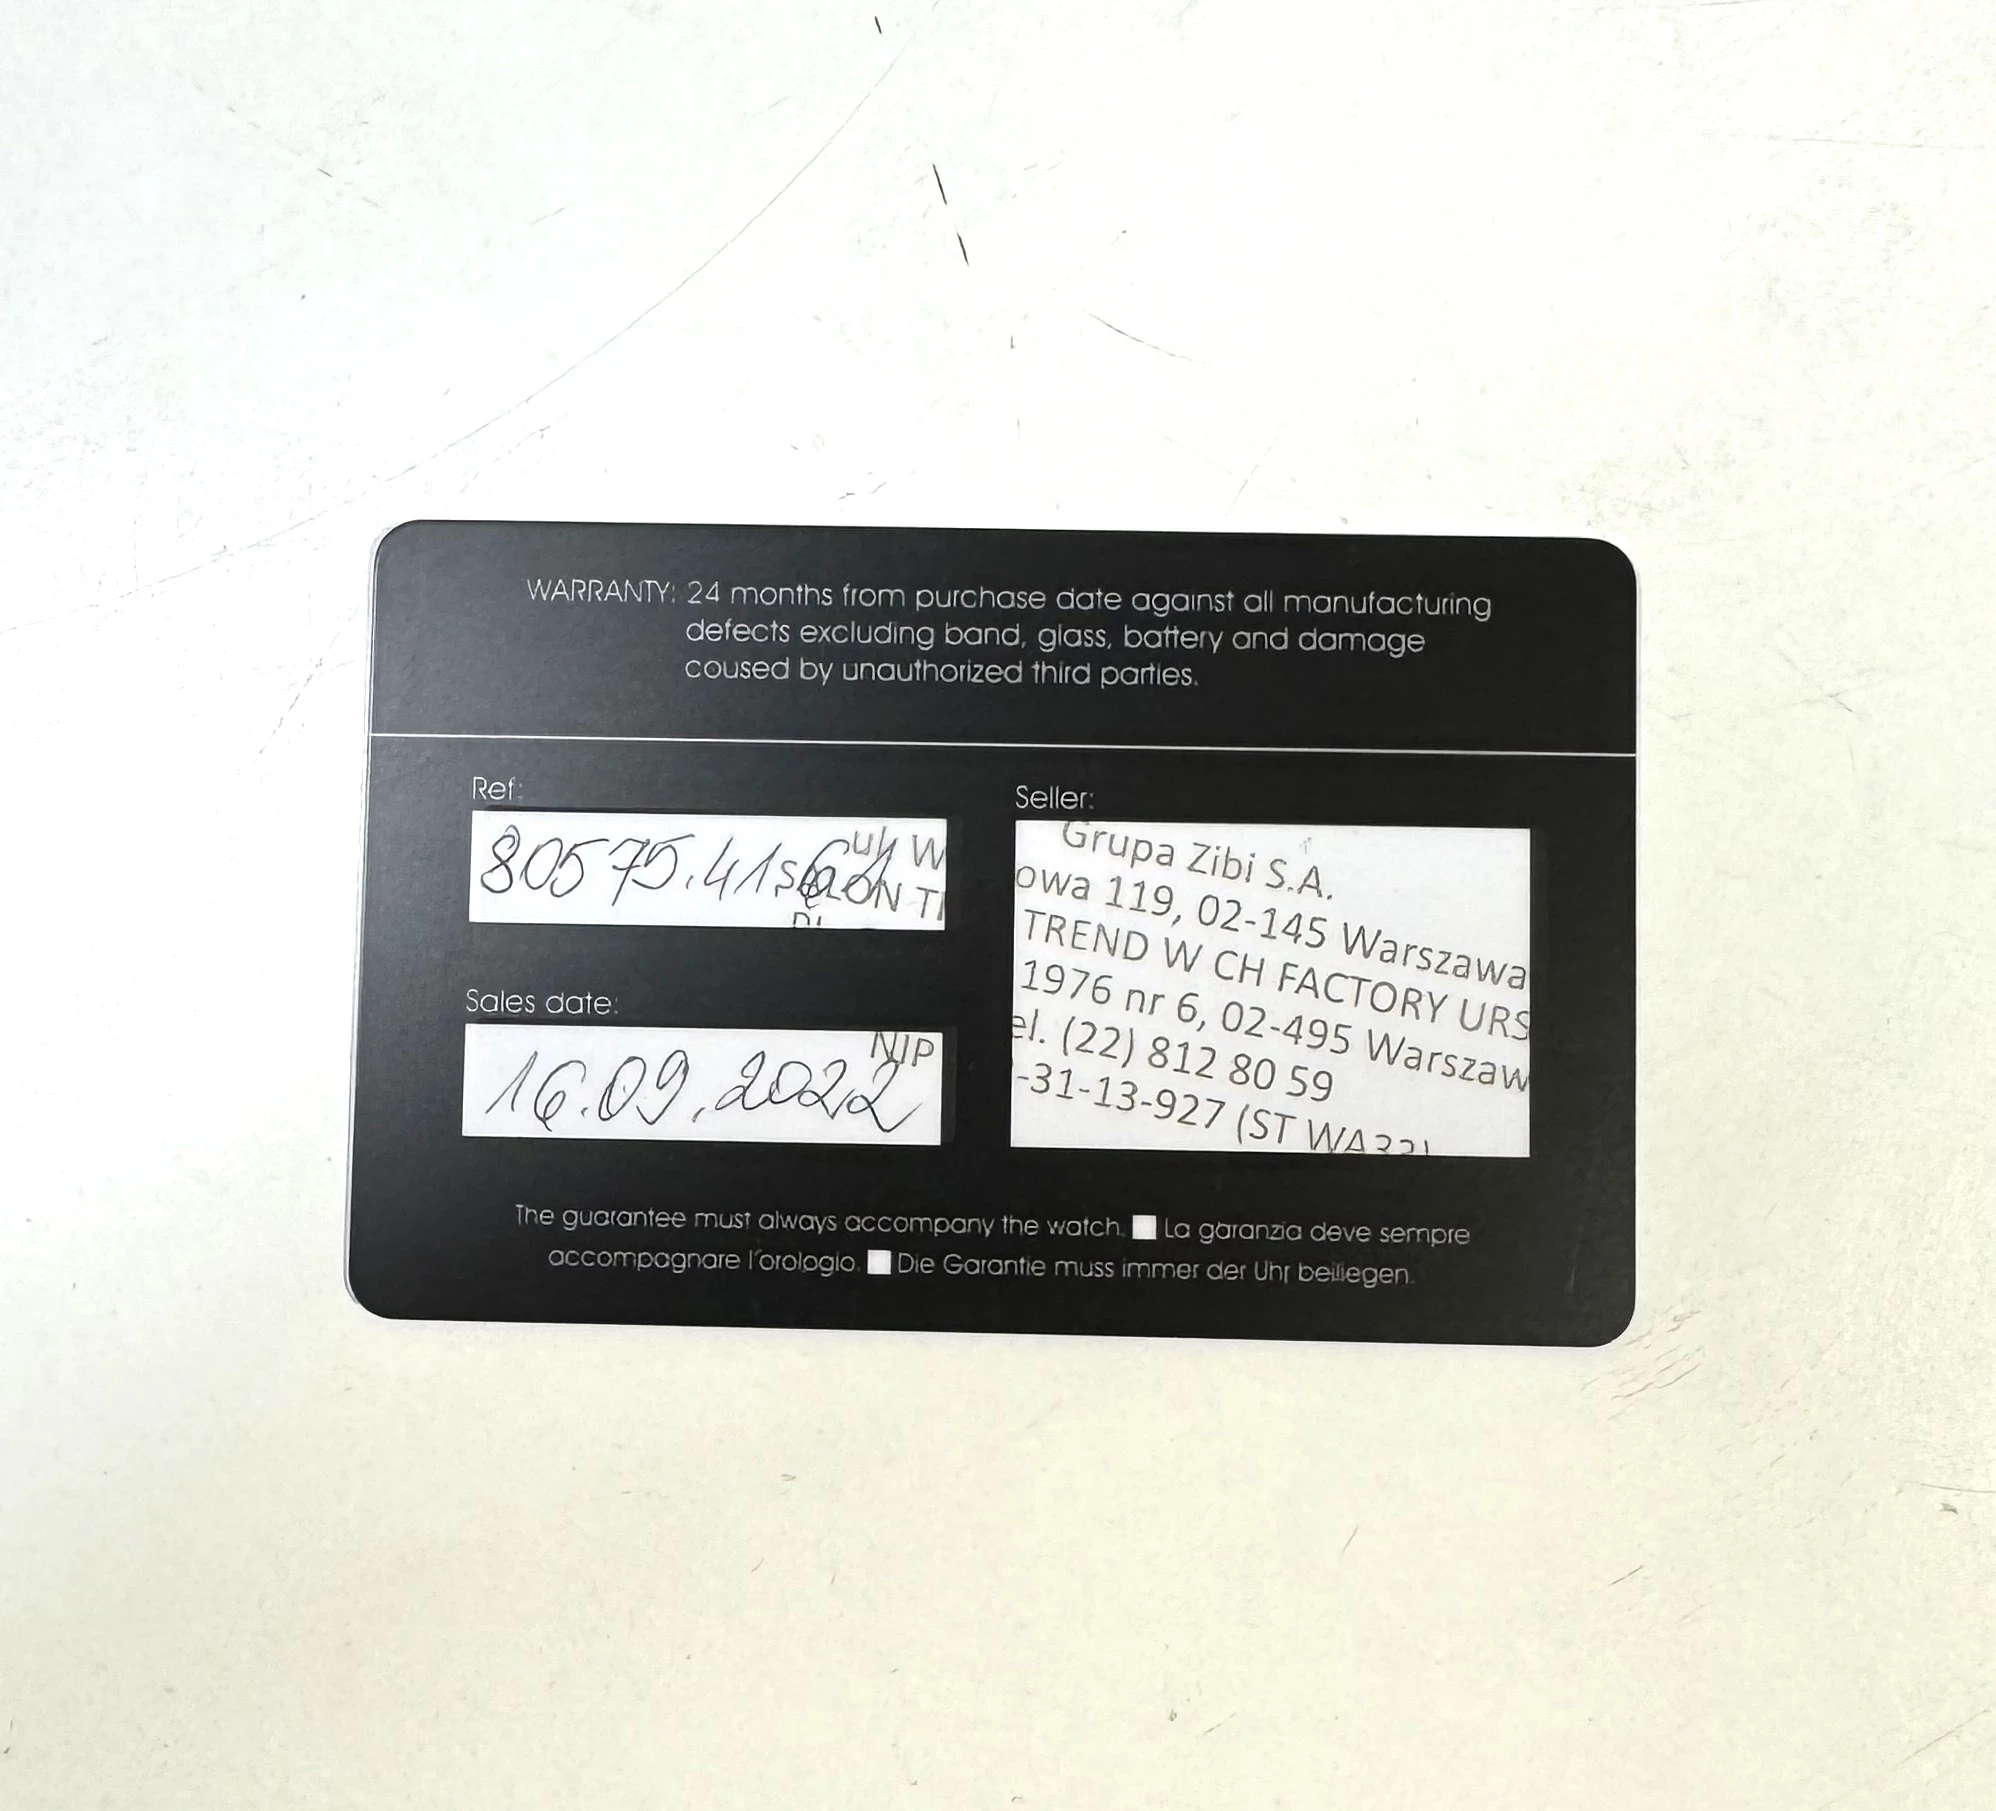 WARRANTY: 24 months from purchase date against all manufacturing
defects excluding band, glass, battery and damage
coused by unauthorized third parties.
Ref:
80575.41
Sales date:
NIP
16.09.2022
Seller:
Grupa Zibi S.A.
owa 119, 02-145 Warszawa
TREND W CH FACTORY URS
1976 nr 6, 02-495 Warszaw
el. (22) 812 80 59
-31-13-927 (ST WA33)
The guarantee must always accompany the watch. La garanzia deve sempre
accompagnare l'orologio. Die Garantie muss immer der Uhr beiliegen.